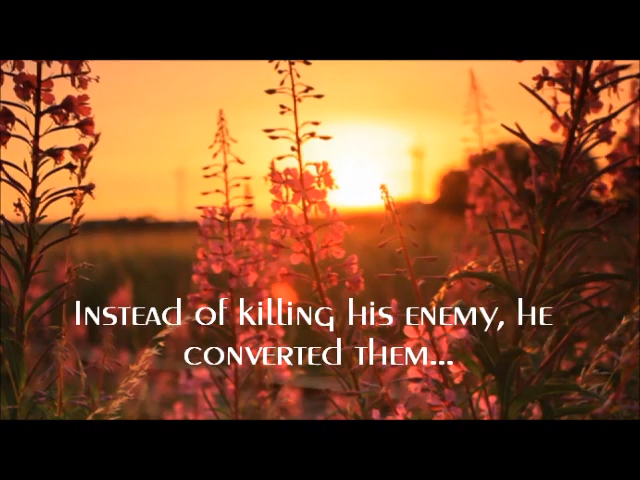 Instead of killing his enemy, he
converted them...